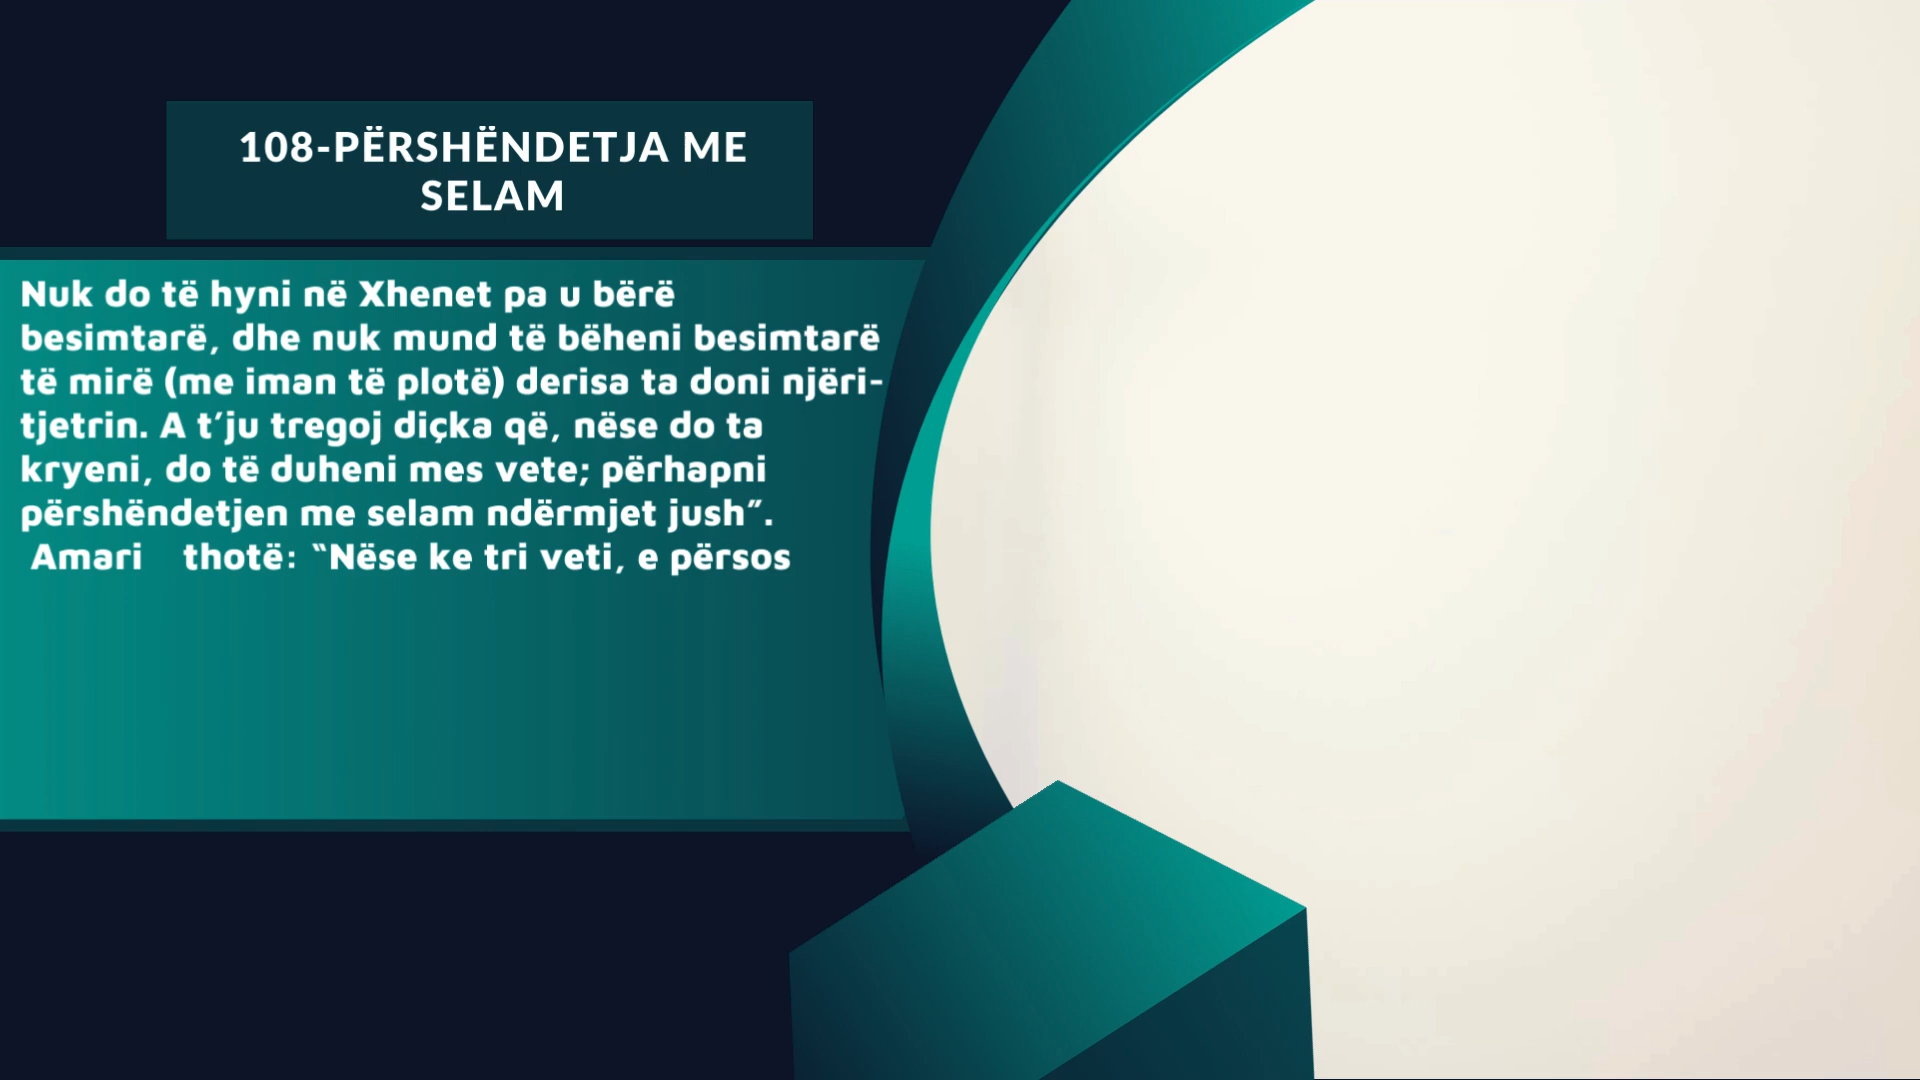 108-PËRSHËNDETJA ME
SELAM
Nuk do të hyni në Xhenet pa u bërë
besimtarë, dhe nuk mund të bëheni besimtarë
të mirë (me iman të plotë) derisa ta doni njëri-
tjetrin. A t’ju tregoj diçka që, nëse do ta
kryeni, do të duheni mes vete; përhapni
përshëndetjen me selam ndërmjet jush”.
Amari thotë: “Nëse ke tri veti, e përsos